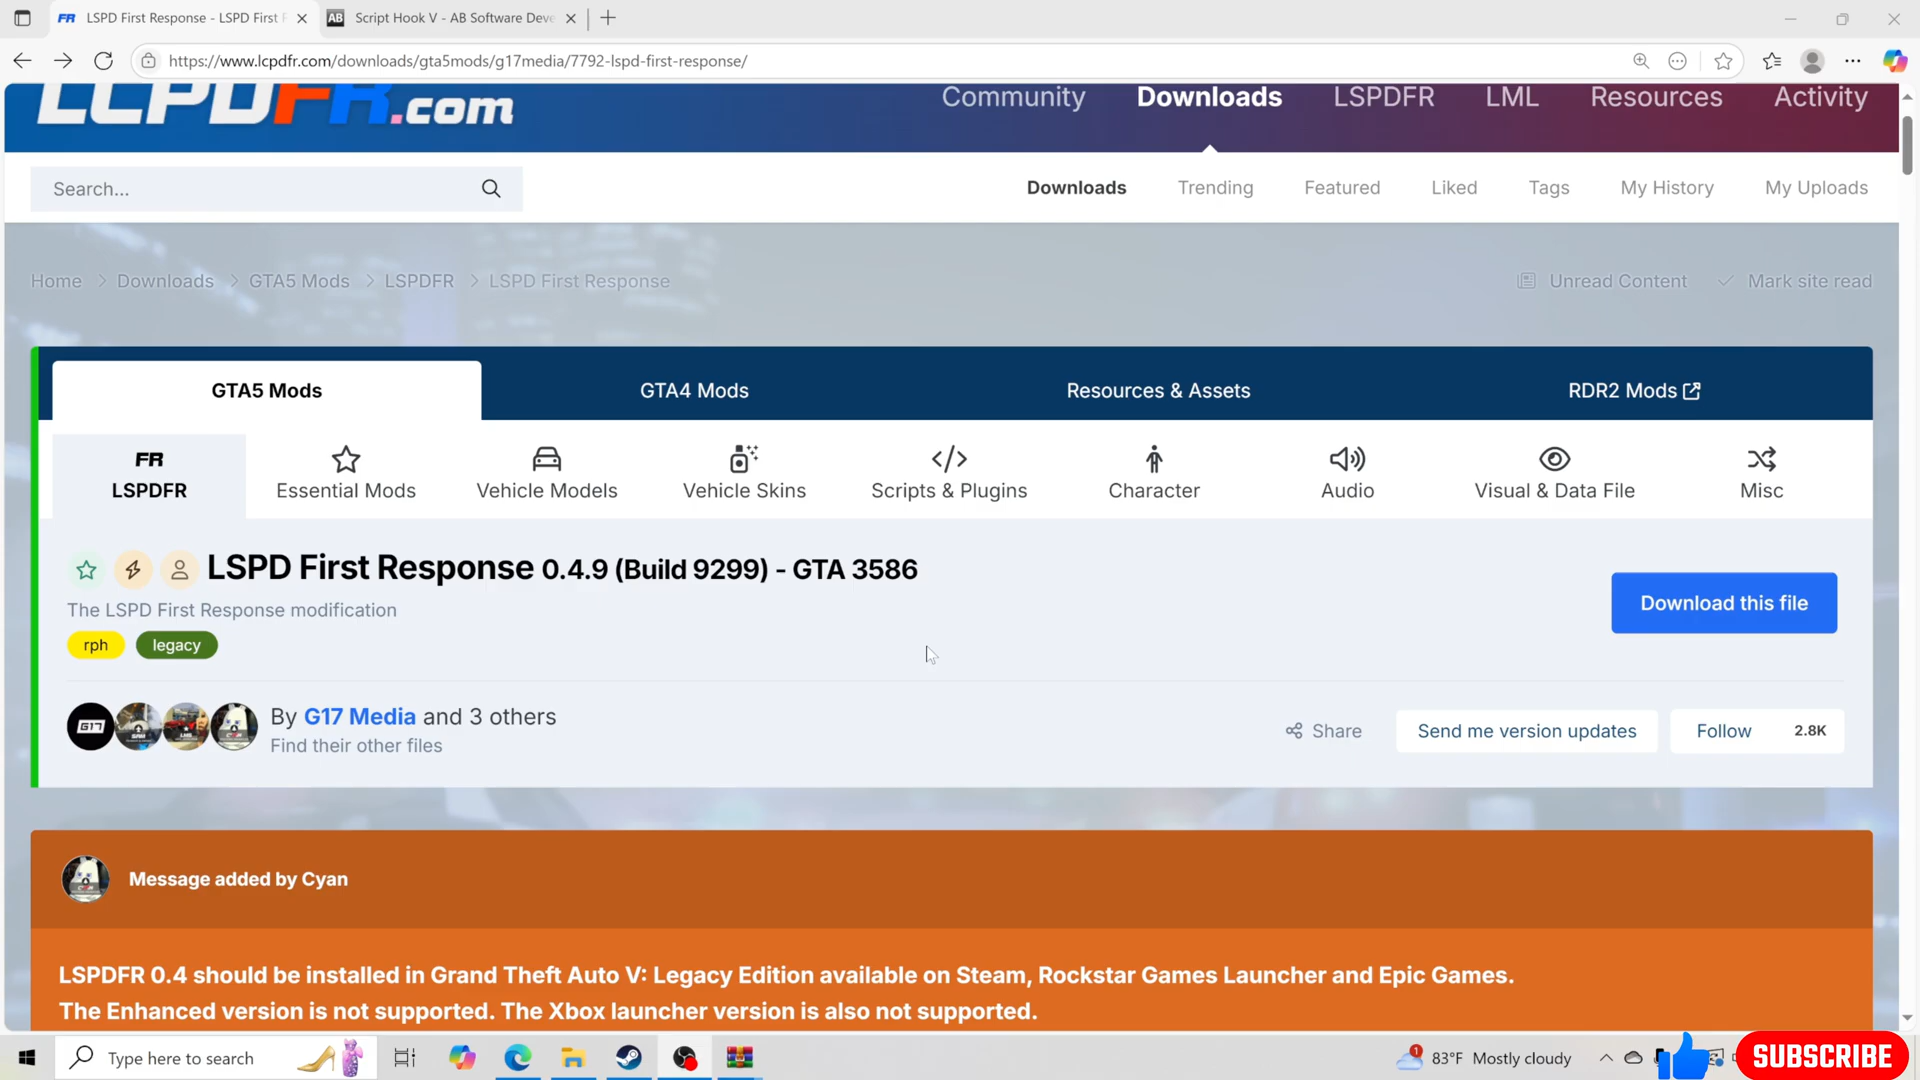 LSPD First Response - LSPD First R
AB
Script Hook V - AB Software Deve
https://www.lcpdfr.com/downloads/gta5mods/g17media/7792-lspd-first-response/
LCPDFR.com
Community
Downloads
LSPDFR
LML
Resources
Activity
Search...
Downloads
Trending
Featured
Liked
Tags
My History
My Uploads
Home > Downloads > GTA5 Mods > LSPDFR > LSPD First Response
Unread Content
Mark site read
GTA5 Mods
GTA4 Mods
Resources & Assets
RDR2 Mods
FR
LSPDFR
Essential Mods
Vehicle Models
Vehicle Skins
Scripts & Plugins
Character
Audio
Visual & Data File
Misc
LSPD First Response 0.4.9 (Build 9299) - GTA 3586
The LSPD First Response modification
Download this file
rph
legacy
G17
By G17 Media and 3 others
Find their other files
Share
Send me version updates
Follow 2.8K
Message added by Cyan
LSPDFR 0.4 should be installed in Grand Theft Auto V: Legacy Edition available on Steam, Rockstar Games Launcher and Epic Games.
The Enhanced version is not supported. The Xbox launcher version is also not supported.
Type here to search
83°F Mostly cloudy
SUBSCRIBE